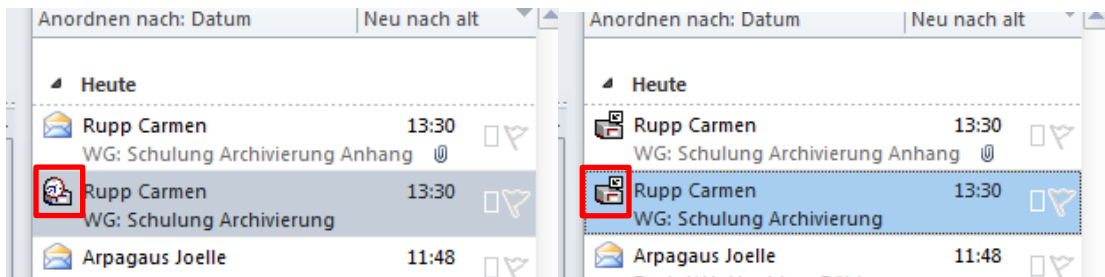 Anordnen nach: Datum Neu nach alt
Heute
Rupp Carmen 13:30
WG: Schulung Archivierung Anhang
Rupp Carmen 13:30
WG: Schulung Archivierung
Arpagaus Joelle 11:48
Anordnen nach: Datum Neu nach alt
Heute
Rupp Carmen 13:30
WG: Schulung Archivierung Anhang
Rupp Carmen 13:30
WG: Schulung Archivierung
Arpagaus Joelle 11:48